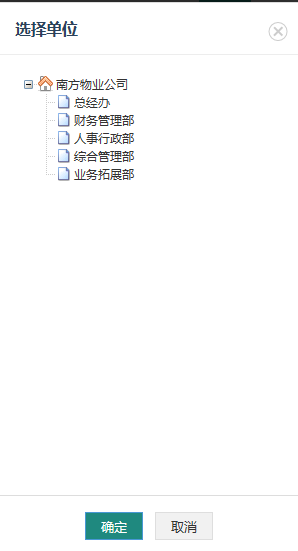 选择单位
南方物业公司
总经办
财务管理部
人事行政部
综合管理部
业务拓展部
确定 取消